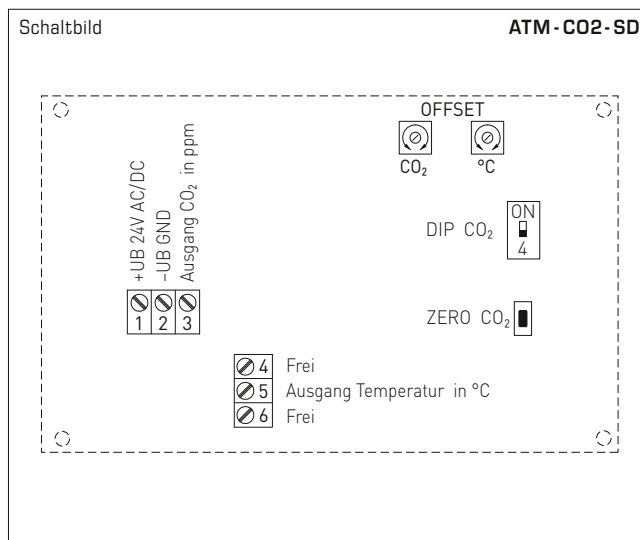 Schaltbild
ATM-CO2-SD
OFFSET
CO₂
°C
+UB 24V AC/DC
-UB GND
Ausgang CO₂ in ppm
1
2
3
DIP CO₂
ON
4
ZERO CO₂
4 Frei
5 Ausgang Temperatur in °C
6 Frei